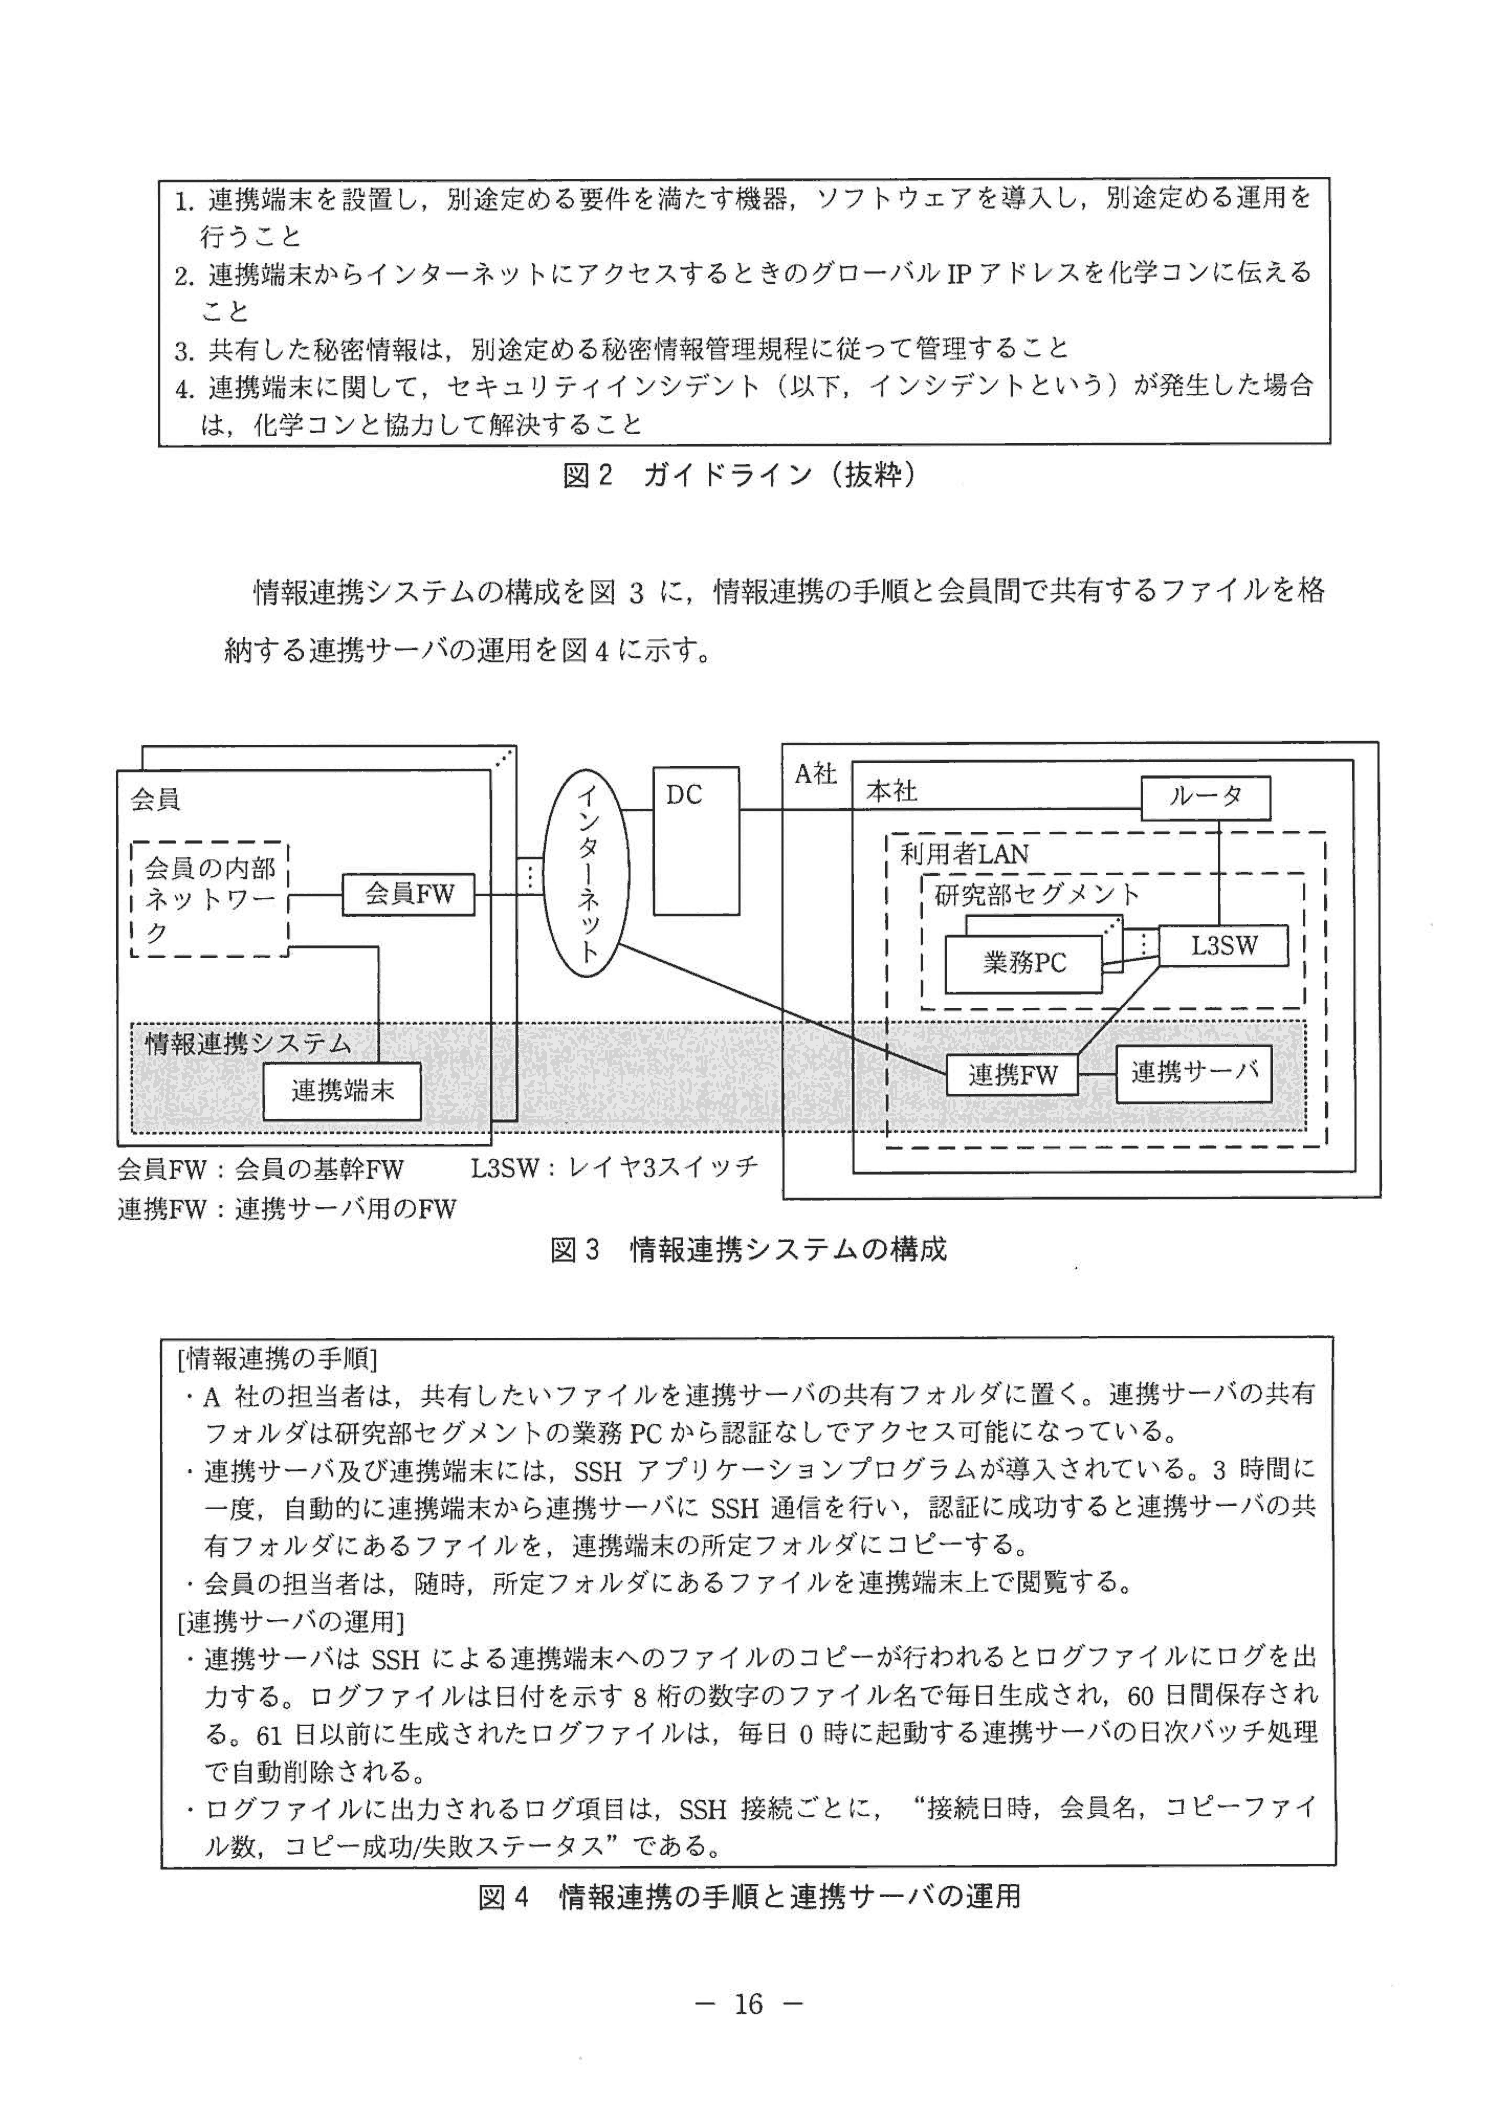 1. 連携端末を設置し，別途定める要件を満たす機器，ソフトウェアを導入し，別途定める運用を
行うこと
2. 連携端末からインターネットにアクセスするときのグローバル IP アドレスを化学コンに伝える
こと
3. 共有した秘密情報は，別途定める秘密情報管理規程に従って管理すること
4. 連携端末に関して，セキュリティインシデント（以下，インシデントという）が発生した場合
は，化学コンと協力して解決すること
図2　ガイドライン（抜粋）
情報連携システムの構成を図 3 に，情報連携の手順と会員間で共有するファイルを格
納する連携サーバの運用を図 4 に示す。
会員
会員の内部
ネットワー
ク
会員FW
インターネット
DC
A社
本社
ルータ
利用者LAN
研究部セグメント
業務PC
L3SW
情報連携システム
連携端末
連携FW
連携サーバ
会員FW：会員の基幹FW　L3SW：レイヤ3スイッチ
連携FW：連携サーバ用のFW
図3　情報連携システムの構成
[情報連携の手順]
・A 社の担当者は，共有したいファイルを連携サーバの共有フォルダに置く。連携サーバの共有
フォルダは研究部セグメントの業務 PC から認証なしでアクセス可能になっている。
・連携サーバ及び連携端末には，SSH アプリケーションプログラムが導入されている。3 時間に
一度，自動的に連携端末から連携サーバに SSH 通信を行い，認証に成功すると連携サーバの共
有フォルダにあるファイルを，連携端末の所定フォルダにコピーする。
・会員の担当者は，随時，所定フォルダにあるファイルを連携端末上で閲覧する。
[連携サーバの運用]
・連携サーバは SSH による連携端末へのファイルのコピーが行われるとログファイルにログを出
力する。ログファイルは日付を示す 8 桁の数字のファイル名で毎日生成され，60 日間保存され
る。61 日以前に生成されたログファイルは，毎日 0 時に起動する連携サーバの日次バッチ処理
で自動削除される。
・ログファイルに出力されるログ項目は，SSH 接続ごとに，“接続日時，会員名，コピーファイ
ル数，コピー成功/失敗ステータス”である。
図4　情報連携の手順と連携サーバの運用
－ 16 －